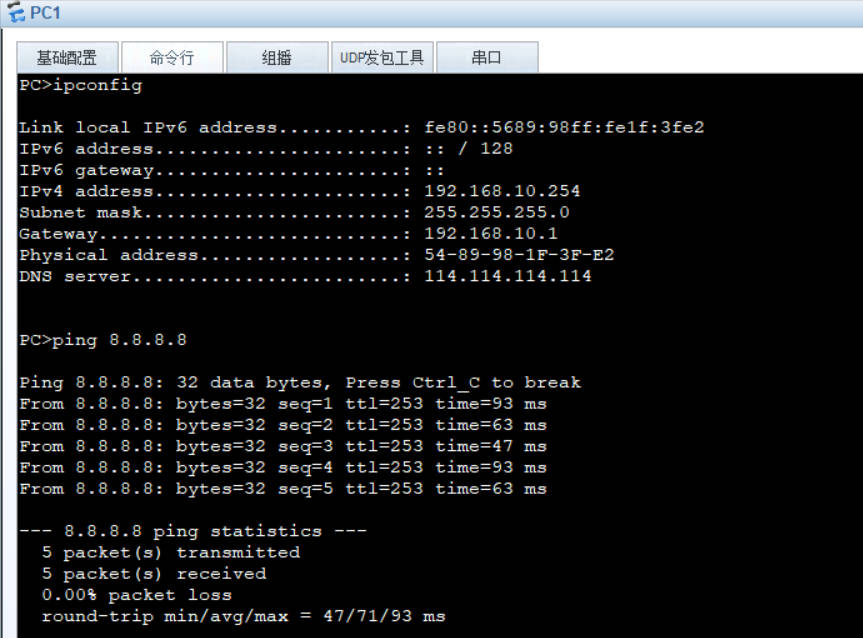 PC1
基础配置 命令行 组播 UDP发包工具 串口
PC>ipconfig
Link local IPv6 address...........: fe80::5689:98ff:fe1f:3fe2
IPv6 address......................: :: / 128
IPv6 gateway......................: ::
IPv4 address......................: 192.168.10.254
Subnet mask.......................: 255.255.255.0
Gateway...........................: 192.168.10.1
Physical address..................: 54-89-98-1F-3F-E2
DNS server........................: 114.114.114.114
PC>ping 8.8.8.8
Ping 8.8.8.8: 32 data bytes, Press Ctrl_C to break
From 8.8.8.8: bytes=32 seq=1 ttl=253 time=93 ms
From 8.8.8.8: bytes=32 seq=2 ttl=253 time=63 ms
From 8.8.8.8: bytes=32 seq=3 ttl=253 time=47 ms
From 8.8.8.8: bytes=32 seq=4 ttl=253 time=93 ms
From 8.8.8.8: bytes=32 seq=5 ttl=253 time=63 ms
--- 8.8.8.8 ping statistics ---
5 packet(s) transmitted
5 packet(s) received
0.00% packet loss
round-trip min/avg/max = 47/71/93 ms